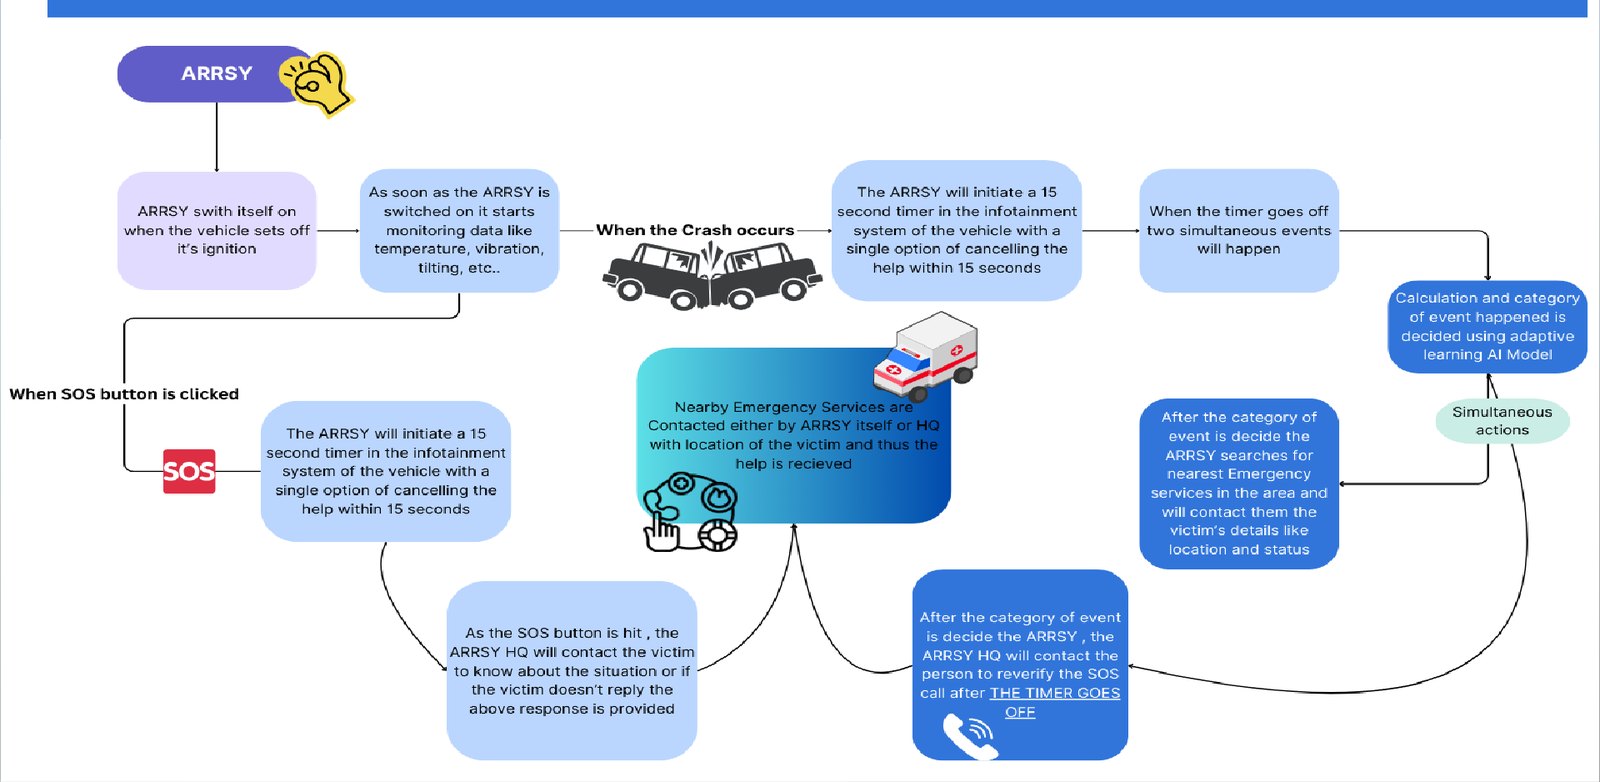 ARRSY
ARRSY swith itself on
when the vehicle sets off
it's ignition
As soon as the ARRSY is
switched on it starts
monitoring data like
temperature, vibration,
tilting, etc..
When the Crash occurs
The ARRSY will initiate a 15
second timer in the infotainment
system of the vehicle with a
single option of cancelling the
help within 15 seconds
When the timer goes off
two simultaneous events
will happen
Calculation and category
of event happened is
decided using adaptive
learning AI Model
Simultaneous
actions
After the category of
event is decide the
ARRSY searches for
nearest Emergency
services in the area and
will contact them the
victim's details like
location and status
Nearby Emergency Services are
Contacted either by ARRSY itself or HQ
with location of the victim and thus the
help is recieved
When SOS button is clicked
SOS
The ARRSY will initiate a 15
second timer in the infotainment
system of the vehicle with a
single option of cancelling the
help within 15 seconds
As the SOS button is hit , the
ARRSY HQ will contact the victim
to know about the situation or if
the victim doesn't reply the
above response is provided
After the category of event
is decide the ARRSY , the
ARRSY HQ will contact the
person to reverify the SOS
call after THE TIMER GOES
OFF